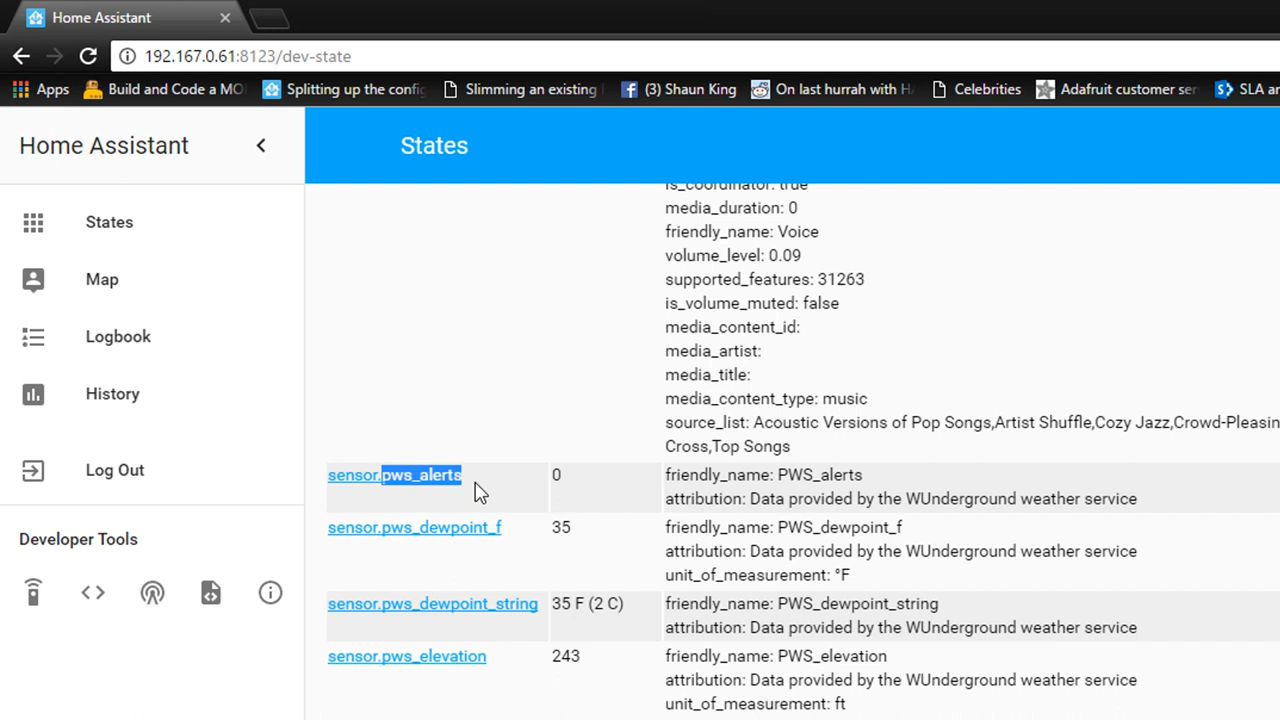 Home Assistant
192.167.0.61:8123/dev-state
Apps Build and Code a MO Splitting up the config Slimming an existing (3) Shaun King On last hurrah with HA Celebrities Adafruit customer ser SLA an
Home Assistant
States
Map
Logbook
History
Log Out
Developer Tools
States
is_coordinator: true
media_duration: 0
friendly_name: Voice
volume_level: 0.09
supported_features: 31263
is_volume_muted: false
media_content_id:
media_artist:
media_title:
media_content_type: music
source_list: Acoustic Versions of Pop Songs,Artist Shuffle,Cozy Jazz,Crowd-Pleasin
Cross,Top Songs
sensor.pws_alerts 0 friendly_name: PWS_alerts
attribution: Data provided by the WUnderground weather service
sensor.pws_dewpoint_f 35 friendly_name: PWS_dewpoint_f
attribution: Data provided by the WUnderground weather service
unit_of_measurement: °F
sensor.pws_dewpoint_string 35 F (2 C) friendly_name: PWS_dewpoint_string
attribution: Data provided by the WUnderground weather service
sensor.pws_elevation 243 friendly_name: PWS_elevation
attribution: Data provided by the WUnderground weather service
unit_of_measurement: ft